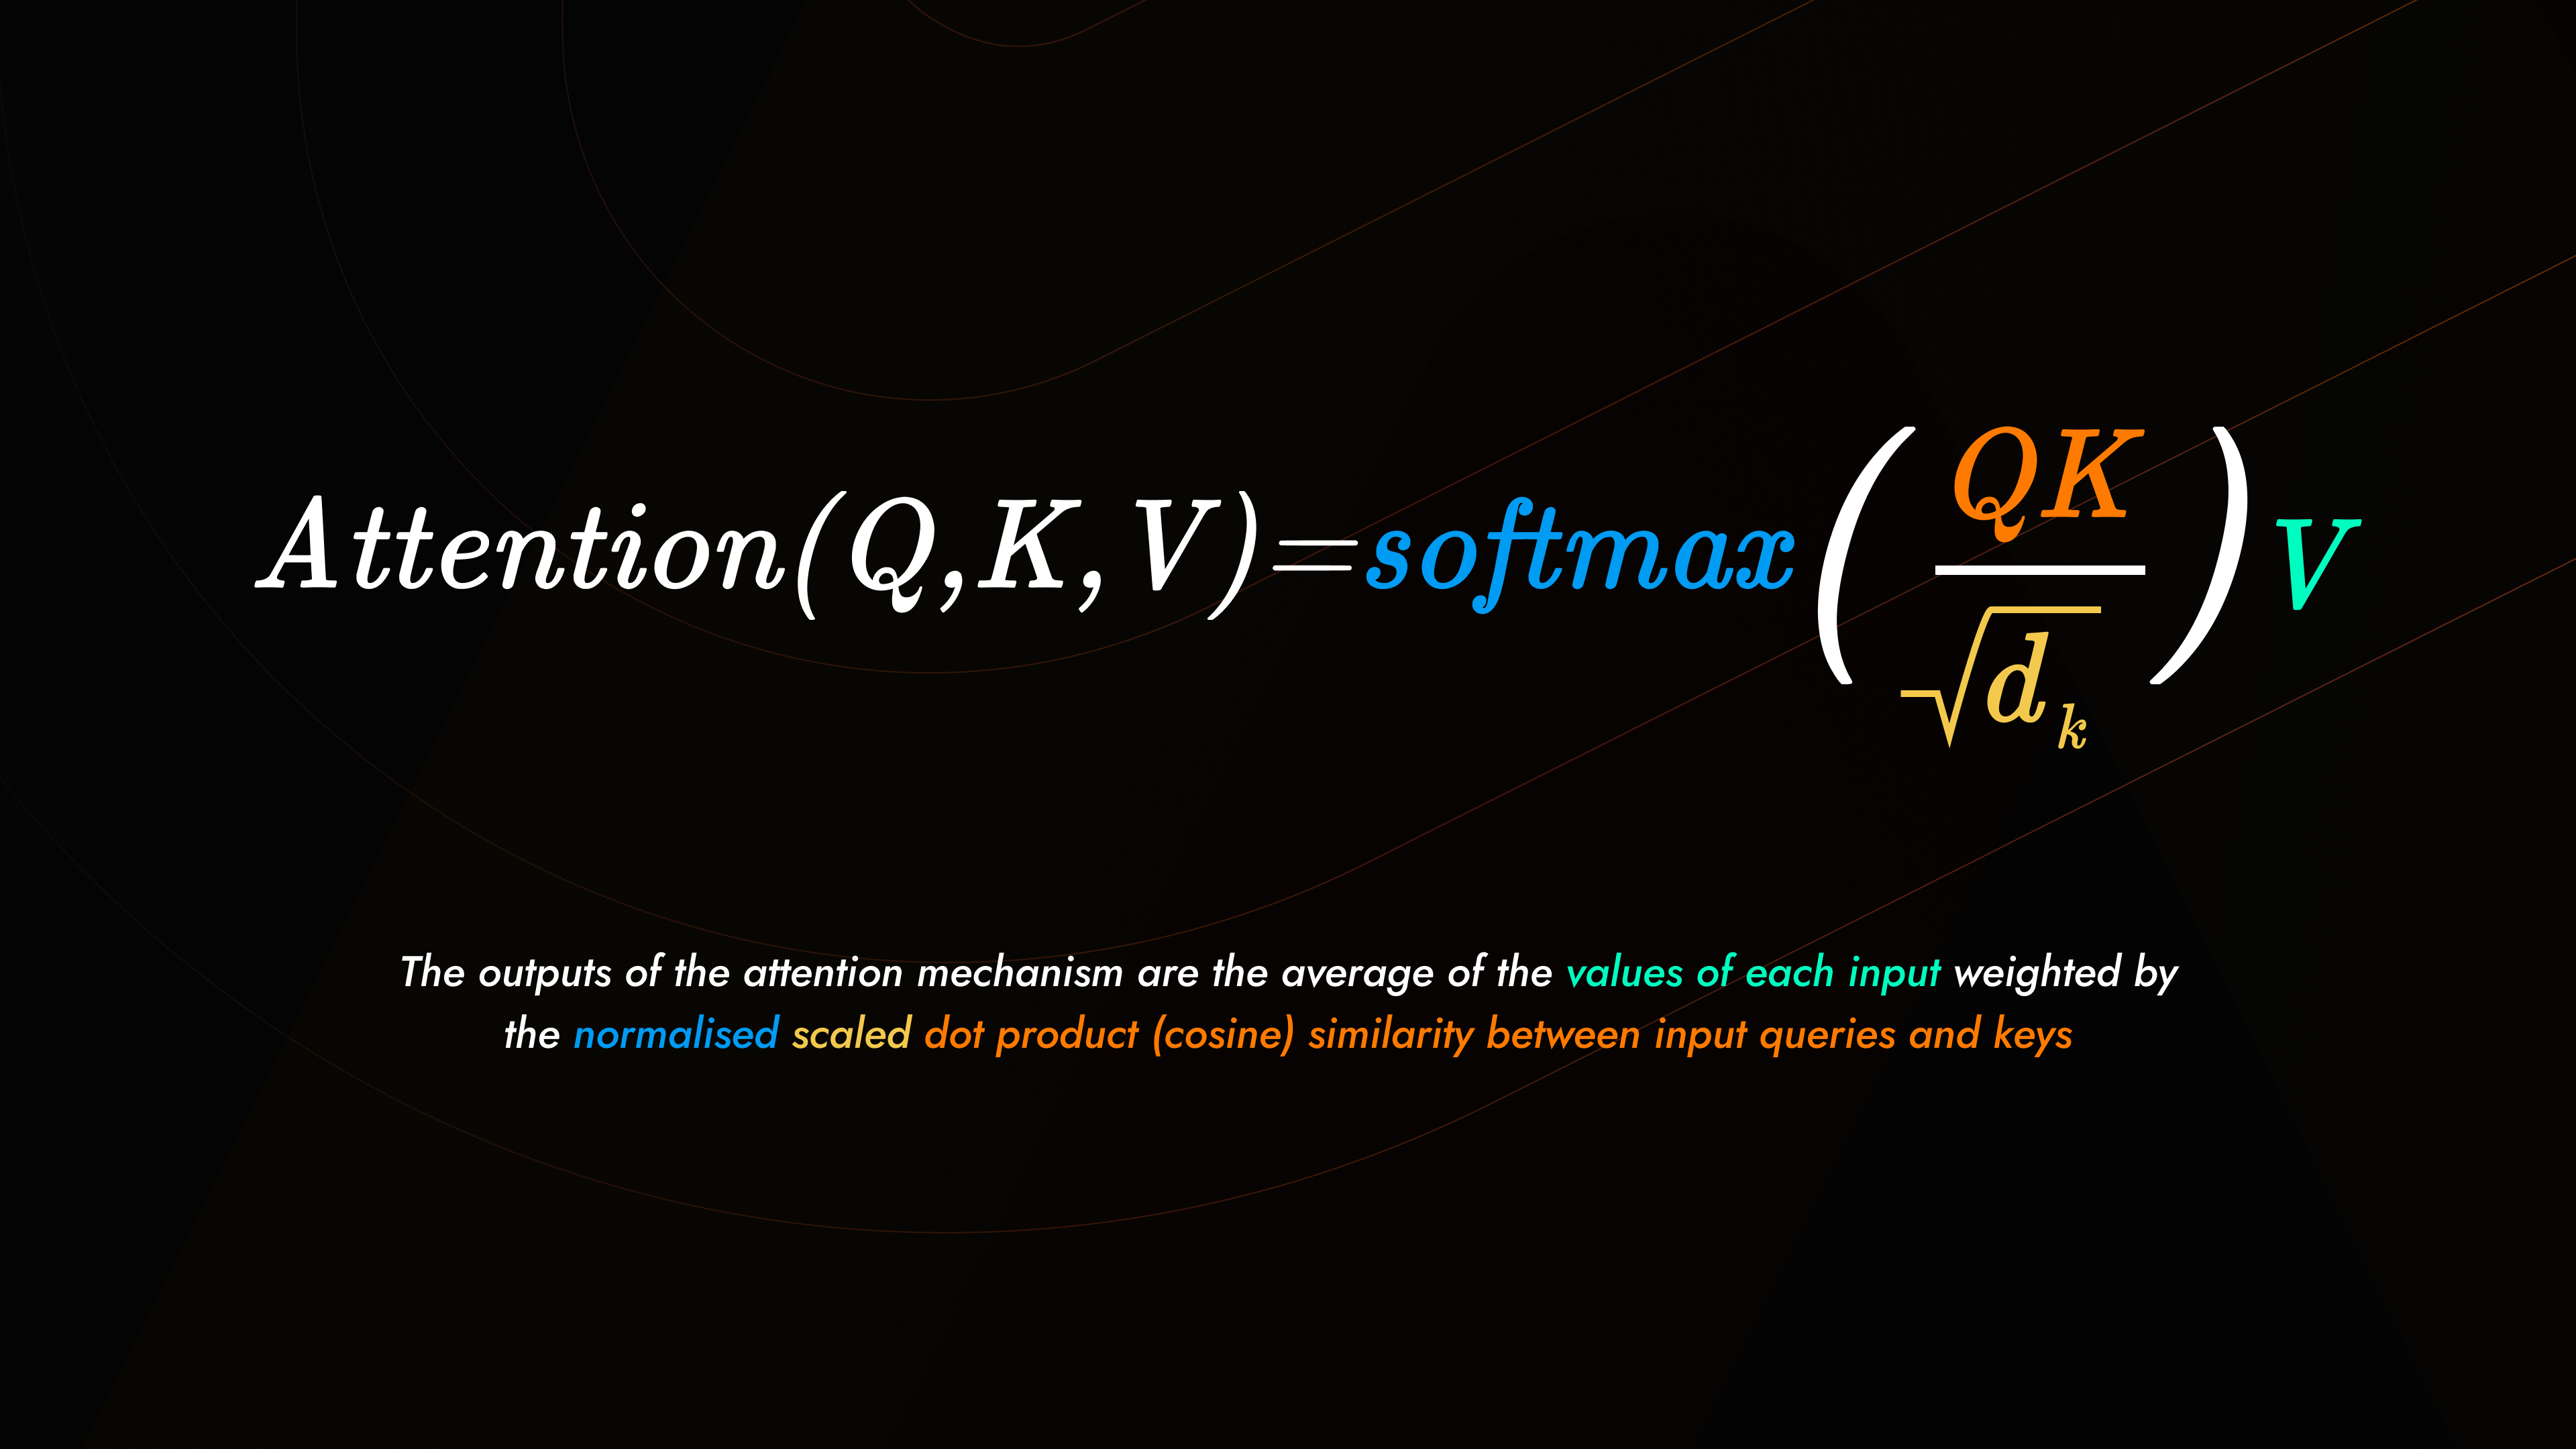 Attention(Q,K,V)=softmax(QK/√d_k)V
The outputs of the attention mechanism are the average of the values of each input weighted by
the normalised scaled dot product (cosine) similarity between input queries and keys